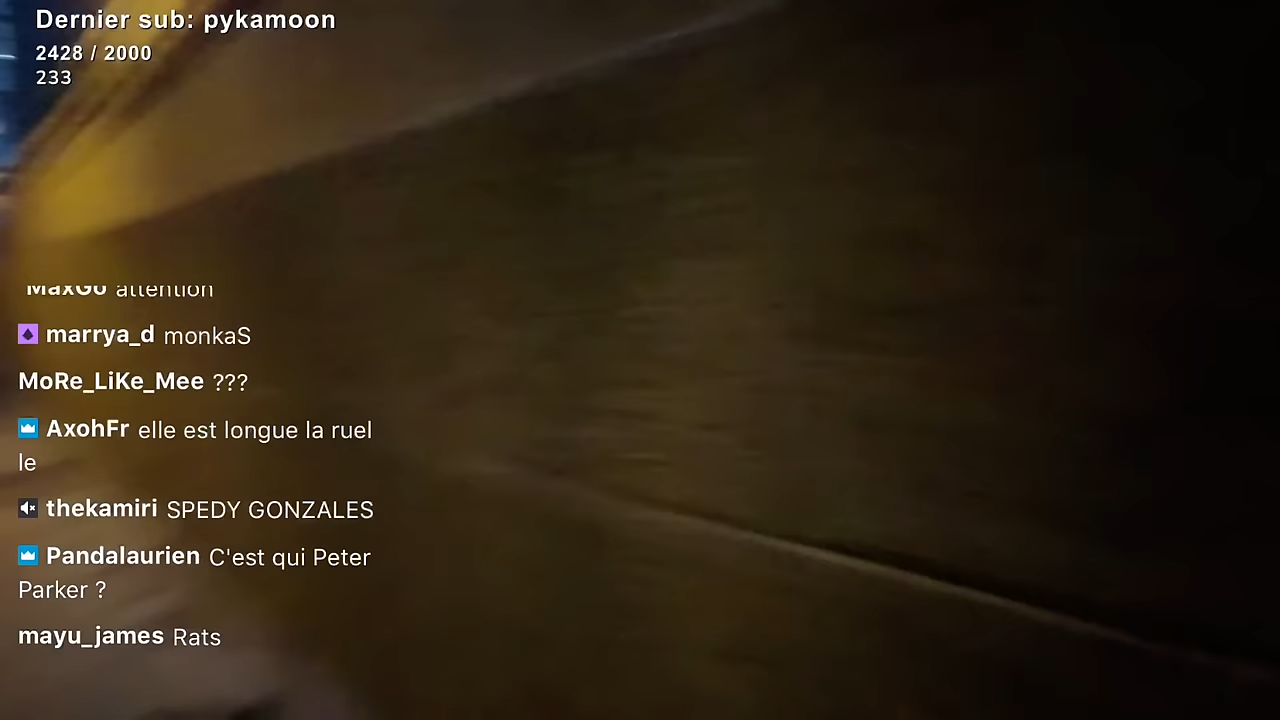 Dernier sub: pykamoon
2428 / 2000
233
MaxGo attention
marrya_d monkaS
MoRe_LiKe_Mee ???
AxohFr elle est longue la ruel
le
thekamiri SPEDY GONZALES
Pandalaurien C'est qui Peter
Parker ?
mayu_james Rats